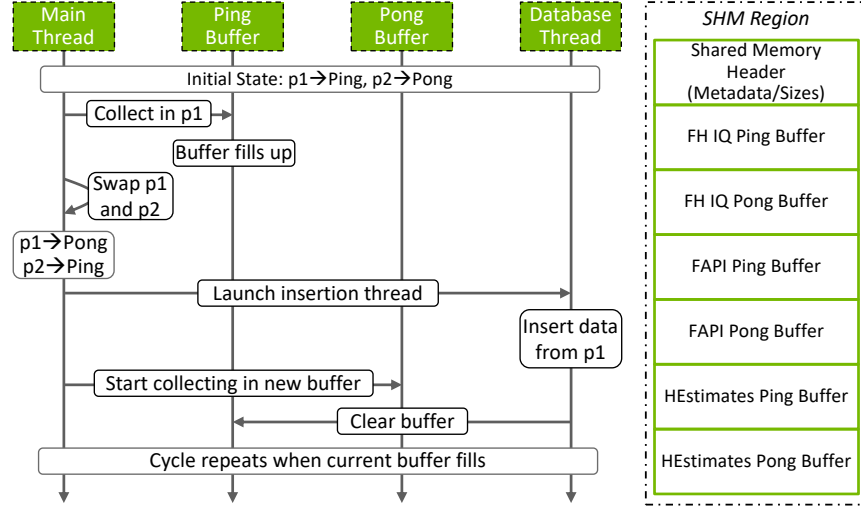 Main
Thread
Ping
Buffer
Pong
Buffer
Database
Thread
Initial State: p1→Ping, p2→Pong
Collect in p1
Buffer fills up
Swap p1
and p2
p1→Pong
p2→Ping
Launch insertion thread
Insert data
from p1
Start collecting in new buffer
Clear buffer
Cycle repeats when current buffer fills
SHM Region
Shared Memory
Header
(Metadata/Sizes)
FH IQ Ping Buffer
FH IQ Pong Buffer
FAPI Ping Buffer
FAPI Pong Buffer
HEstimates Ping Buffer
HEstimates Pong Buffer